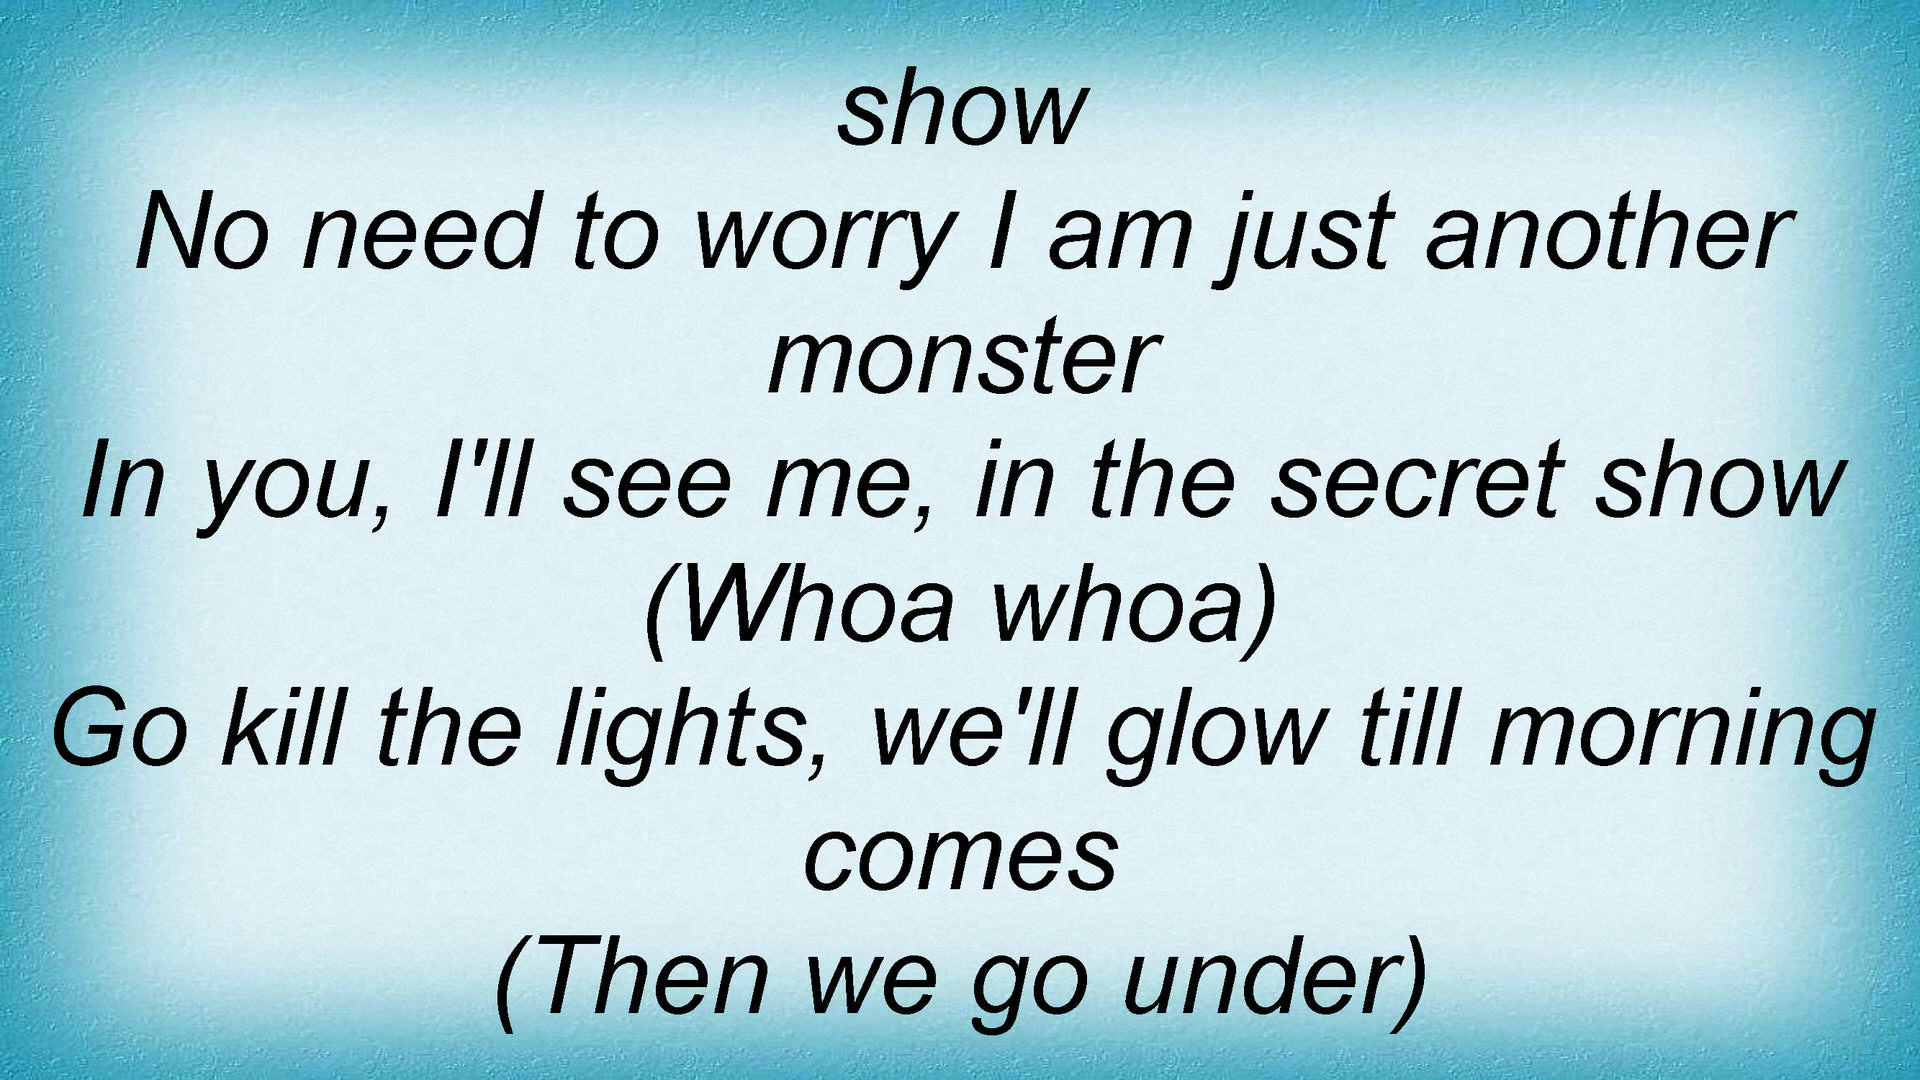 show
No need to worry I am just another
monster
In you, I'll see me, in the secret show
(Whoa whoa)
Go kill the lights, we'll glow till morning
comes
(Then we go under)